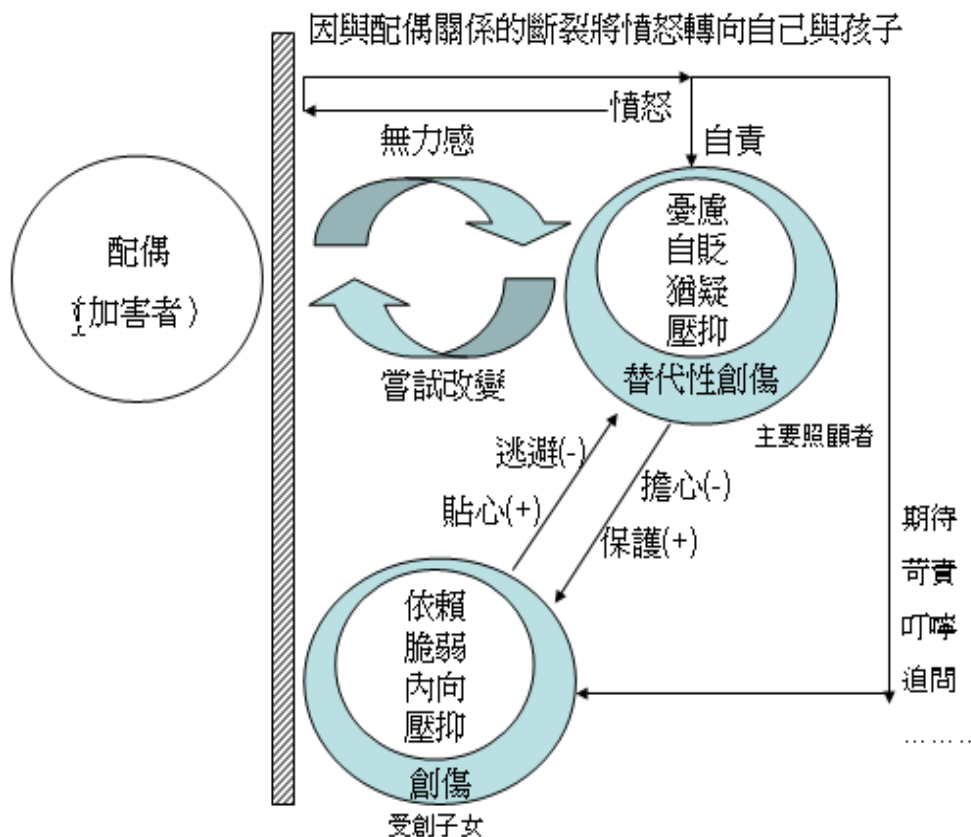 因與配偶關係的斷裂將憤怒轉向自己與孩子
憤怒
無力感
自責
配偶
（加害者）
憂慮
自貶
猶疑
壓抑
替代性創傷
主要照顧者
嘗試改變
逃避(-)
貼心(+)
擔心(-)
保護(+)
期待
苛責
叮嚀
追問
………
依賴
脆弱
內向
壓抑
創傷
受創子女